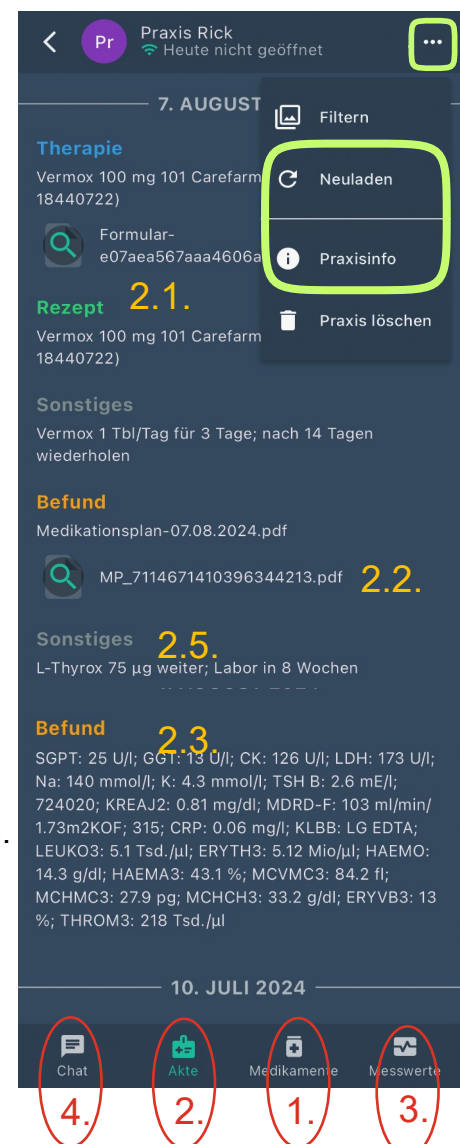 Pr
Praxis Rick
Heute nicht geöffnet
7. AUGUST
Filtern
Neuladen
Praxisinfo
Praxis löschen
Therapie
Vermox 100 mg 101 Carefarm
18440722)
Formular-
e07aea567aaa4606a
2.1.
Rezept
Vermox 100 mg 101 Carefarm
18440722)
Sonstiges
Vermox 1 Tbl/Tag für 3 Tage; nach 14 Tagen
wiederholen
Befund
Medikationsplan-07.08.2024.pdf
MP_7114671410396344213.pdf
2.2.
Sonstiges
2.5.
L-Thyrox 75 µg weiter; Labor in 8 Wochen
Befund
2.3.
SGPT: 25 U/l; GGT: 13 U/l; CK: 126 U/l; LDH: 173 U/l;
Na: 140 mmol/l; K: 4.3 mmol/l; TSH B: 2.6 mE/l;
724020; KREAJ2: 0.81 mg/dl; MDRD-F: 103 ml/min/
1.73m2KOF; 315; CRP: 0.06 mg/l; KLBB: LG EDTA;
LEUKO3: 5.1 Tsd./µl; ERYTH3: 5.12 Mio/µl; HAEMO:
14.3 g/dl; HAEMA3: 43.1 %; MCVMC3: 84.2 fl;
MCHMC3: 27.9 pg; MCHCH3: 33.2 g/dl; ERYVB3: 13
%; THROM3: 218 Tsd./µl
10. JULI 2024
Chat
Akte
Medikamente
Messwerte
4.
2.
1.
3.